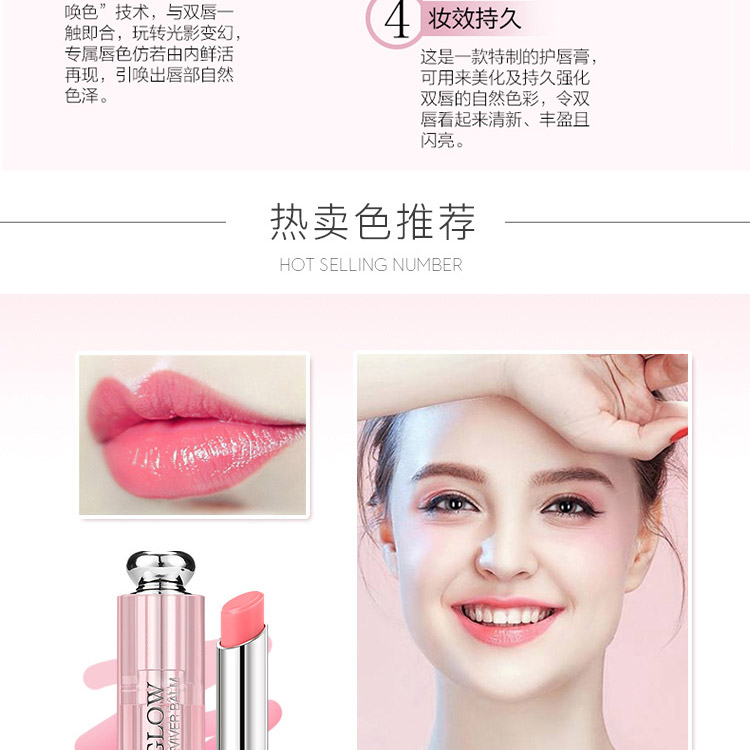 唤色”技术，与双唇一
触即合，玩转光影变幻，
专属唇色仿若由内鲜活
再现，引唤出唇部自然
色泽。
4 妆效持久
这是一款特制的护唇膏，
可用来美化及持久强化
双唇的自然色彩，令双
唇看起来清新、丰盈且
闪亮。
热卖色推荐
HOT SELLING NUMBER
GLOW
REVIVER BALM